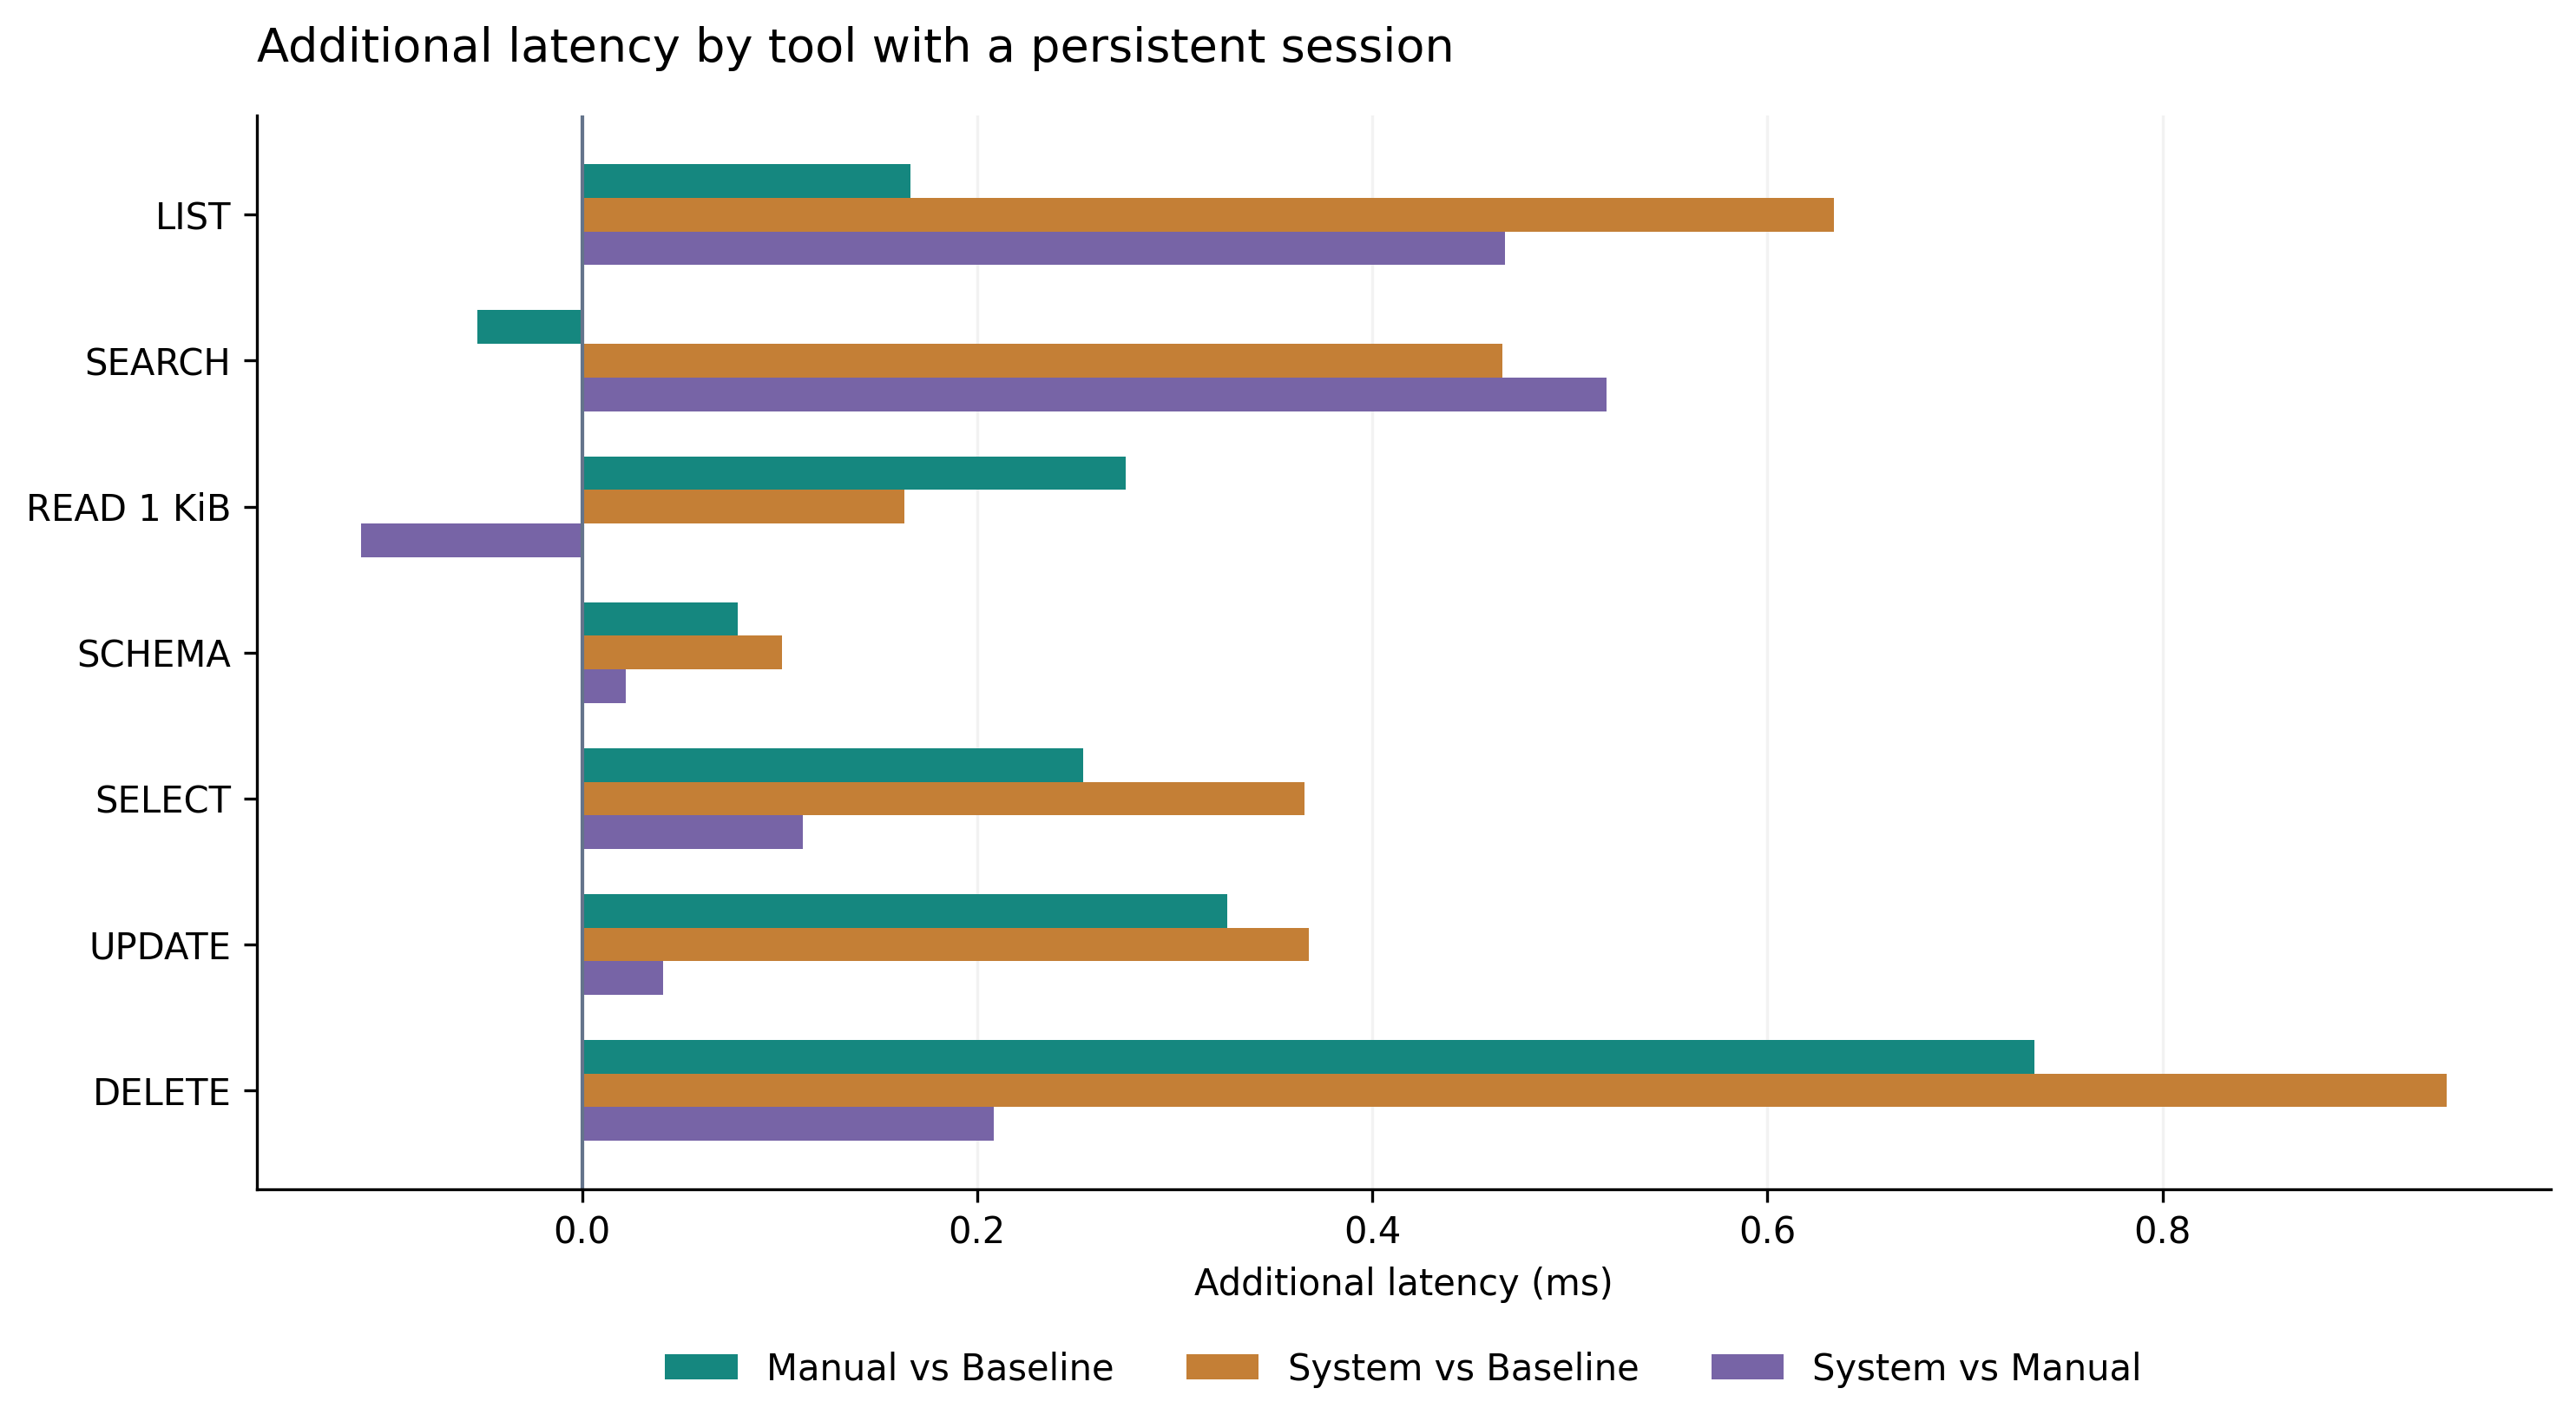 Additional latency by tool with a persistent session
LIST
SEARCH
READ 1 KiB
SCHEMA
SELECT
UPDATE
DELETE
0.0 0.2 0.4 0.6 0.8
Additional latency (ms)
Manual vs Baseline System vs Baseline System vs Manual